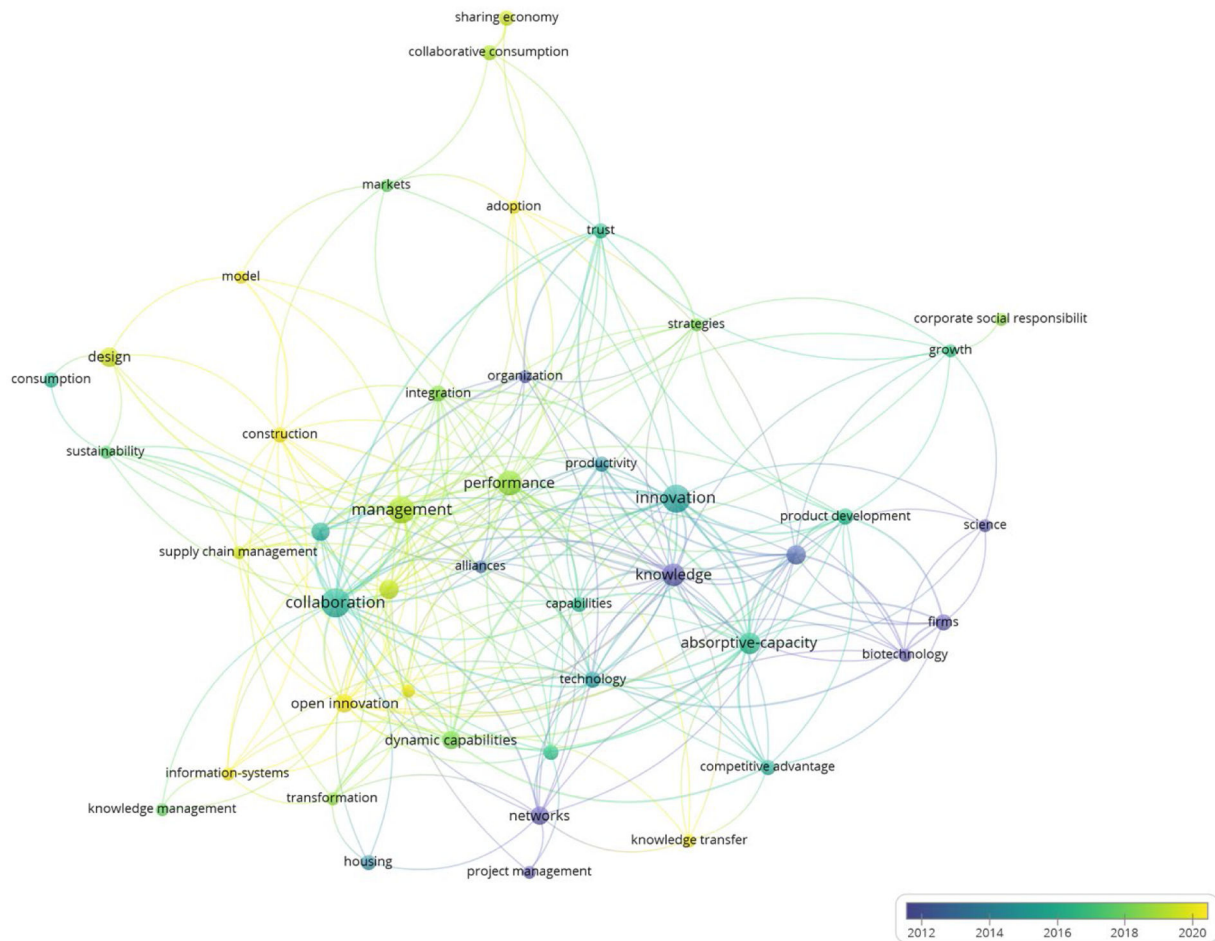 sharing economy
collaborative consumption
markets
adoption
trust
model
strategies
corporate social responsibilit
growth
design
consumption
organization
integration
construction
sustainability
productivity
performance
innovation
management
product development
science
supply chain management
alliances
knowledge
collaboration
capabilities
firms
absorptive-capacity
biotechnology
technology
open innovation
dynamic capabilities
competitive advantage
information-systems
transformation
knowledge management
networks
knowledge transfer
housing
project management
2012 2014 2016 2018 2020